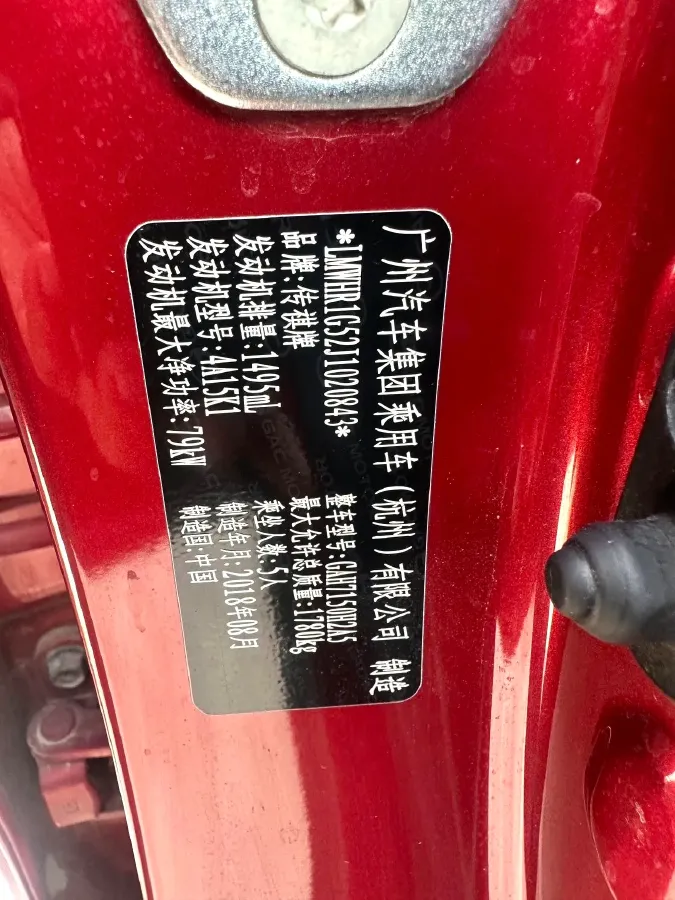 广州汽车集团乘用车(杭州)有限公司 制造
*LMWHR1G52J1020843*
品牌:传祺牌 整车型号:GAH7150H2A5
发动机排量:1495mL 最大允许总质量:1780kg
发动机型号:4A15K1 乘坐人数:5人
发动机最大净功率:79kW 制造年月:2018年08月
制造国:中国